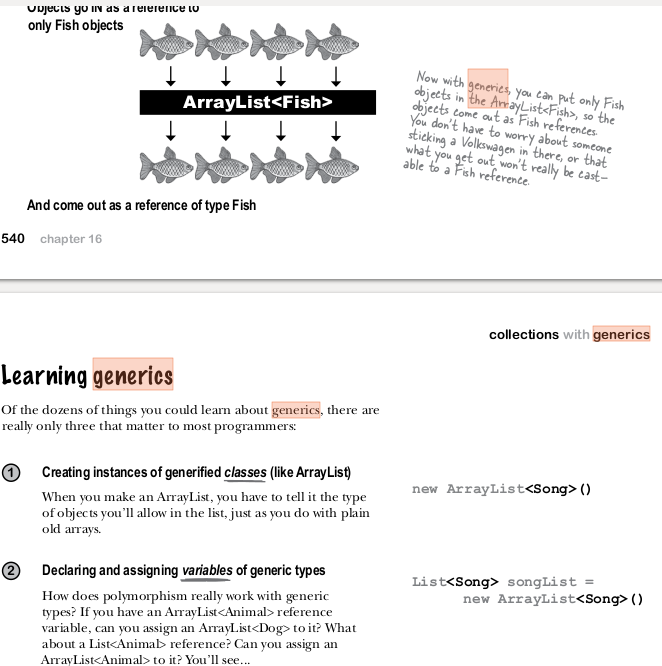 Objects go IN as a reference to
only Fish objects
ArrayList<Fish>
Now with generics, you can put only Fish
objects in the ArrayList<Fish>, so the
objects come out as Fish references.
You don't have to worry about someone
sticking a Volkswagen in there, or that
what you get out won't really be cast-
able to a Fish reference.
And come out as a reference of type Fish
540 chapter 16
collections with generics
Learning generics
Of the dozens of things you could learn about generics, there are
really only three that matter to most programmers:
1 Creating instances of generified classes (like ArrayList)
When you make an ArrayList, you have to tell it the type
of objects you'll allow in the list, just as you do with plain
old arrays.
new ArrayList<Song>()
2 Declaring and assigning variables of generic types
How does polymorphism really work with generic
types? If you have an ArrayList<Animal> reference
variable, can you assign an ArrayList<Dog> to it? What
about a List<Animal> reference? Can you assign an
ArrayList<Animal> to it? You'll see...
List<Song> songList =
new ArrayList<Song>()